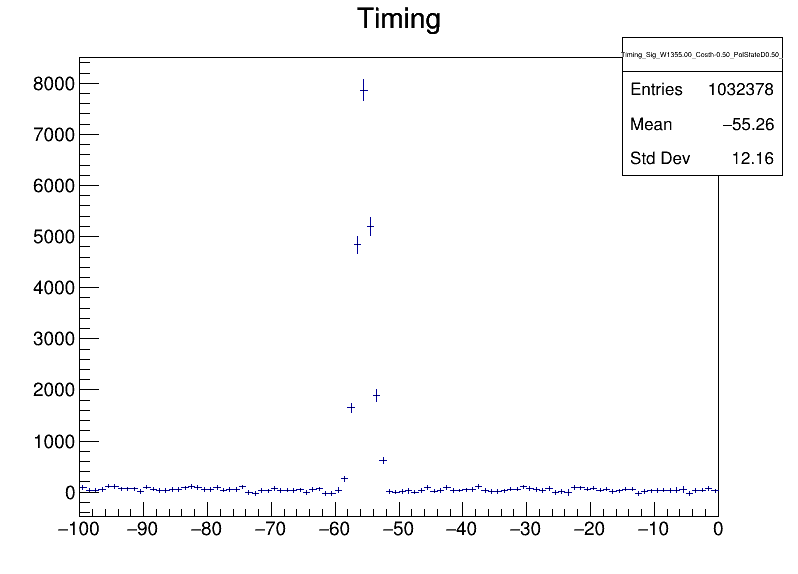 Timing
Timing_Sig_W1355.00_Costh-0.50_PolStateD0.50_
Entries 1032378
Mean −55.26
Std Dev 12.16
8000
7000
6000
5000
4000
3000
2000
1000
0
−100 −90 −80 −70 −60 −50 −40 −30 −20 −10 0